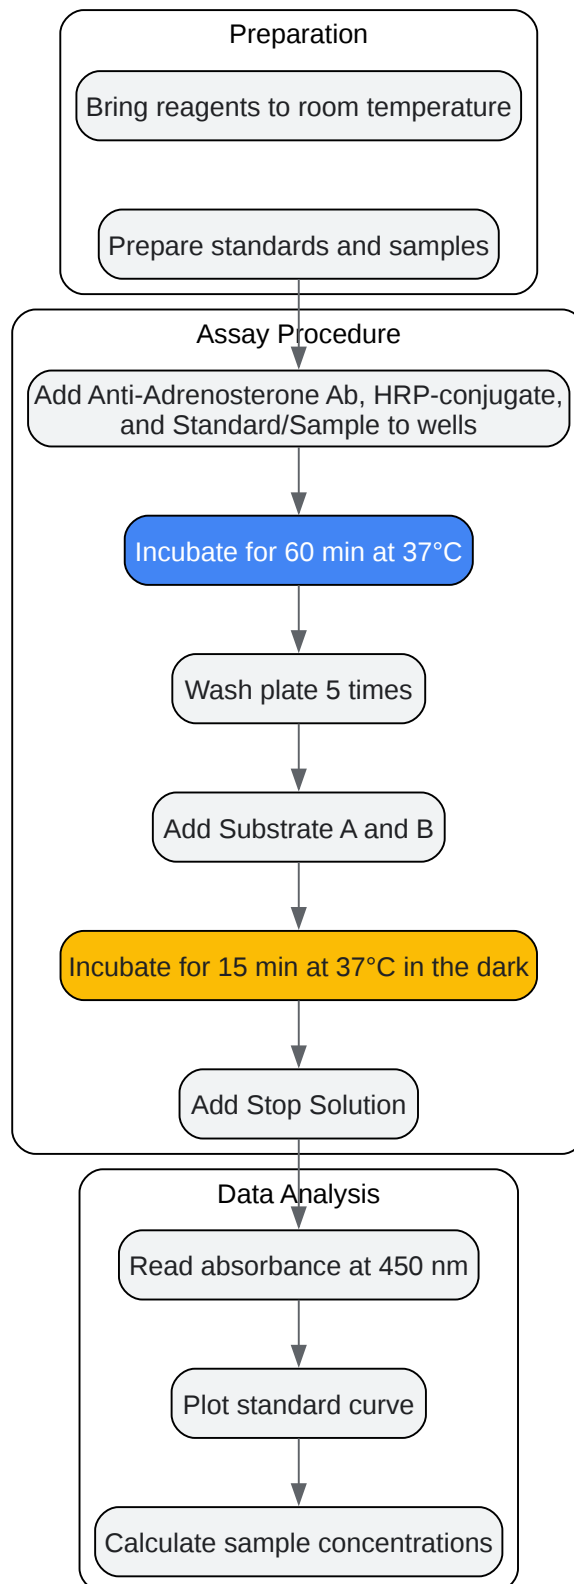 Preparation
Bring reagents to room temperature
Prepare standards and samples
Assay Procedure
Add Anti-Adrenosterone Ab, HRP-conjugate,
and Standard/Sample to wells
Incubate for 60 min at 37°C
Wash plate 5 times
Add Substrate A and B
Incubate for 15 min at 37°C in the dark
Add Stop Solution
Data Analysis
Read absorbance at 450 nm
Plot standard curve
Calculate sample concentrations